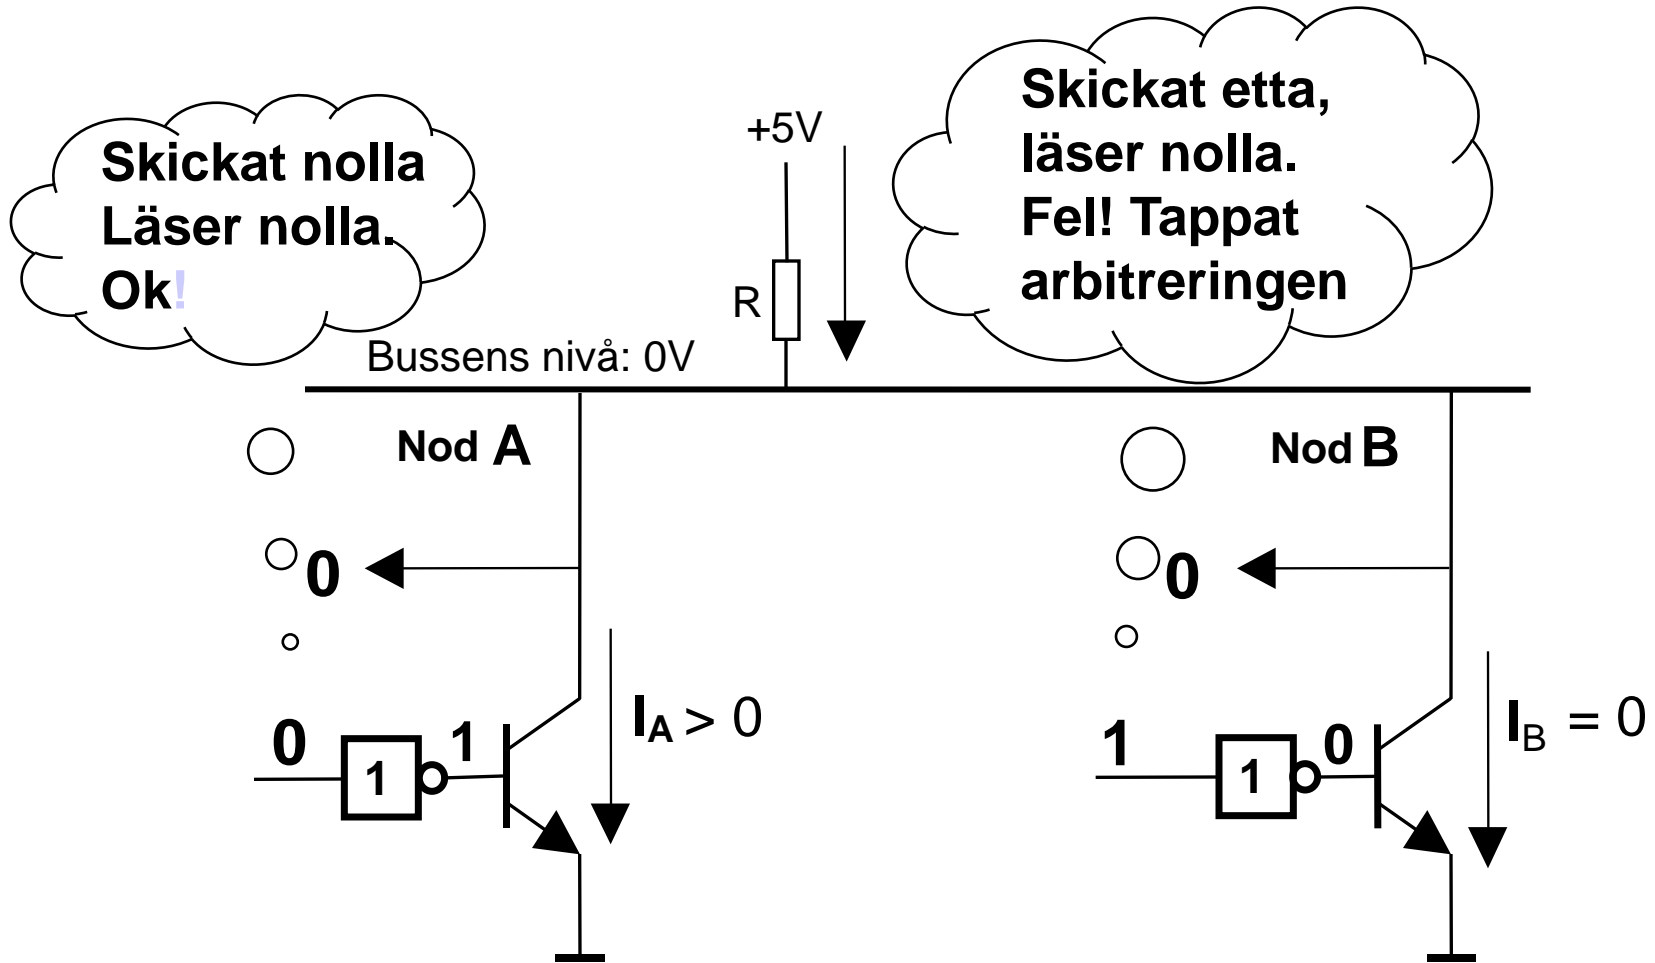 Skickat nolla
Läser nolla.
Ok!
+5V
Skickat etta,
läser nolla.
Fel! Tappat
arbitreringen
R
Bussens nivå: 0V
Nod A
Nod B
0
0
0
1
1
I_A > 0
1
1
0
I_B = 0